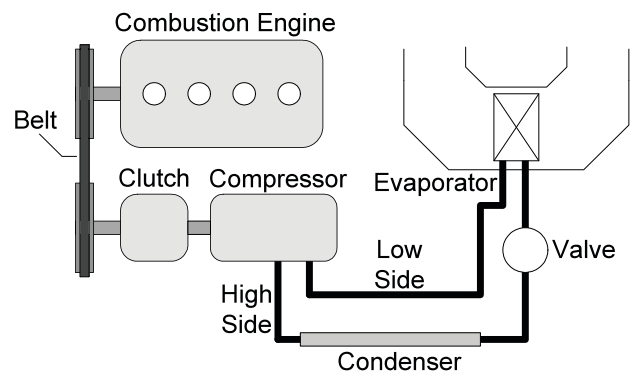 Combustion Engine
Belt
Clutch
Compressor
Evaporator
Low
Side
Valve
High
Side
Condenser